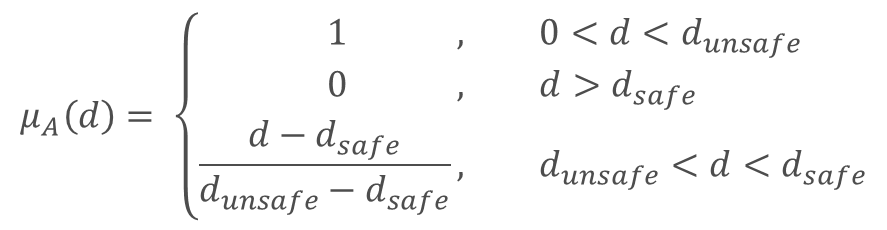 1 , 0 < d < d_unsafe
0 , d > d_safe
μ_A(d) = { (d − d_safe) / (d_unsafe − d_safe) , d_unsafe < d < d_safe